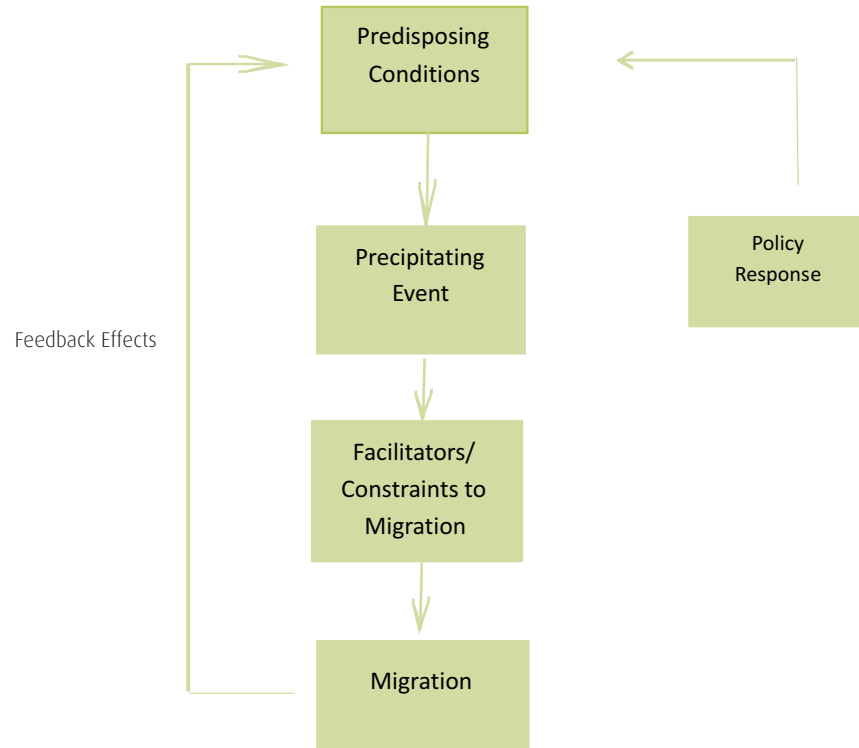 Predisposing
Conditions
Precipitating
Event
Policy
Response
Feedback Effects
Facilitators/
Constraints to
Migration
Migration